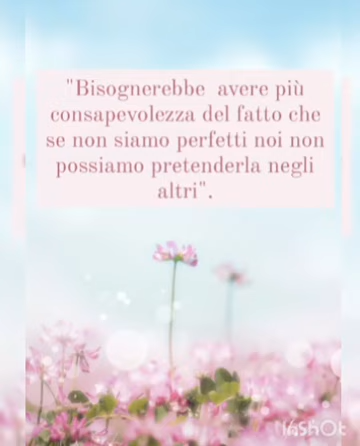 "Bisognerebbe avere più
consapevolezza del fatto che
se non siamo perfetti noi non
possiamo pretenderla negli
altri".
InShOt